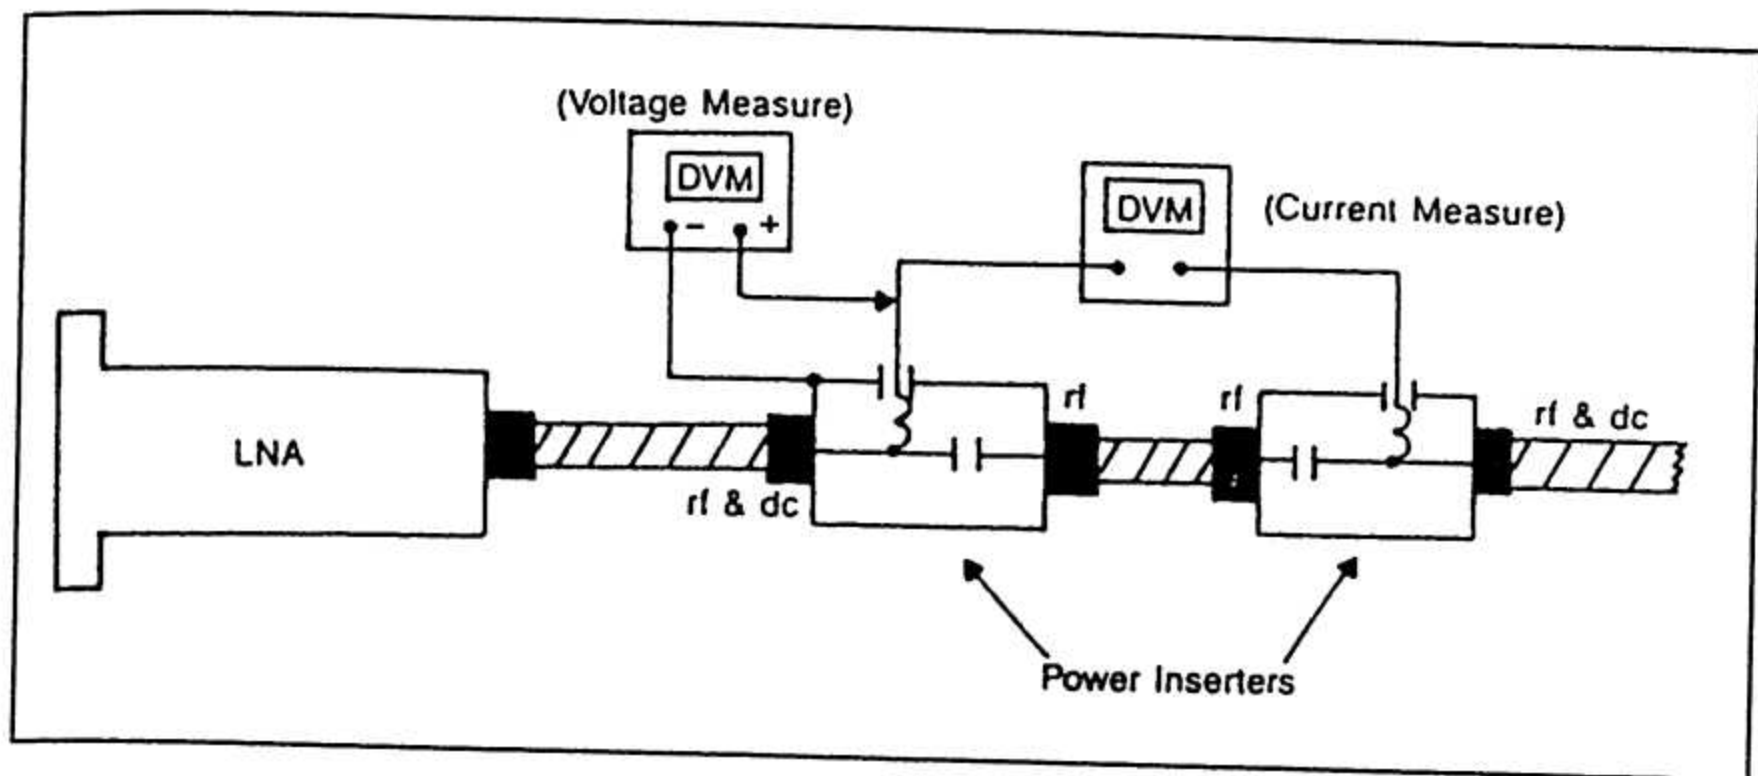 (Voltage Measure)
DVM
- +
DVM
(Current Measure)
LNA
rf & dc
rf
rf
rf & dc
Power Inserters